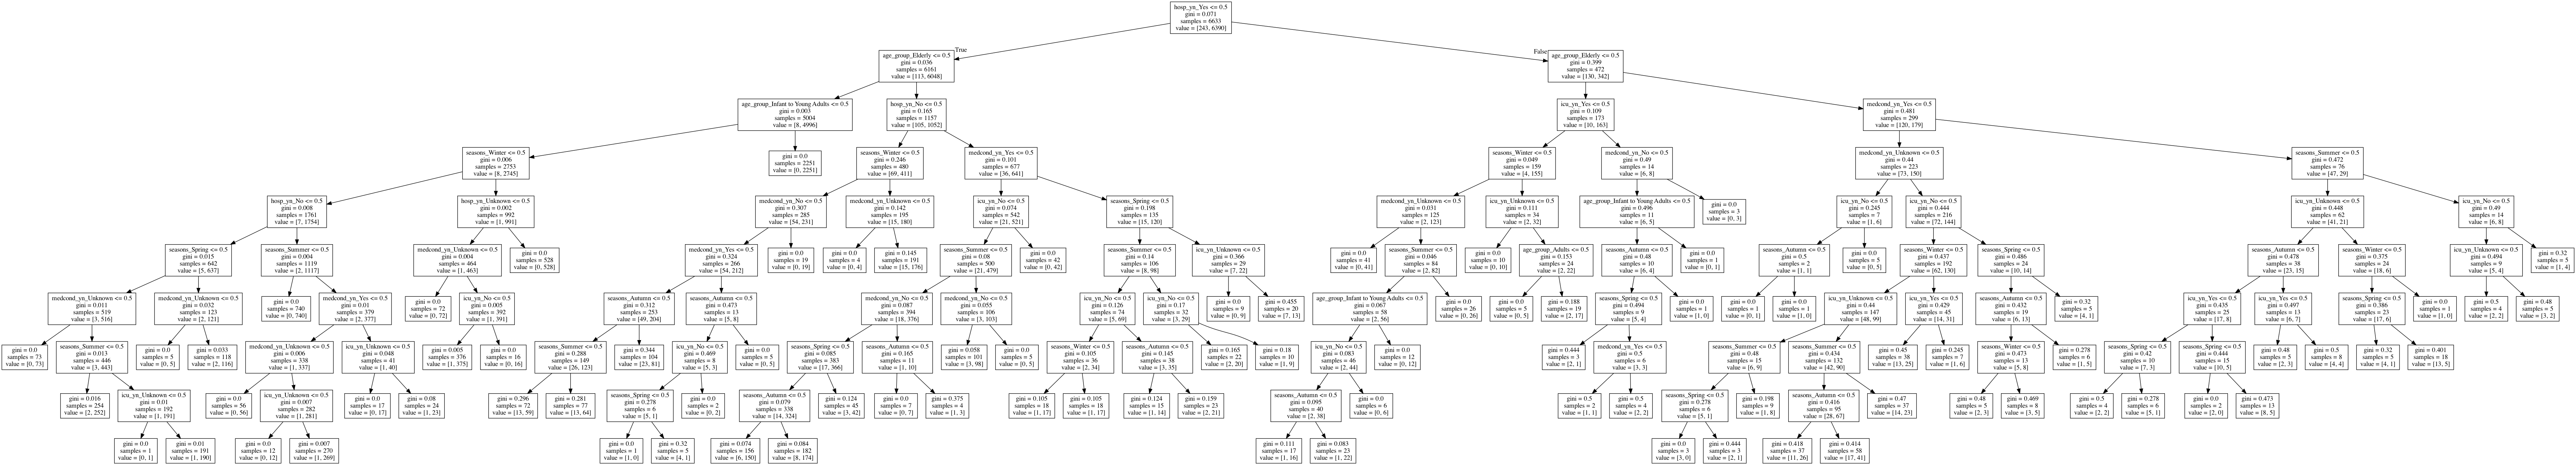 hosp_yn_Yes <= 0.5
gini = 0.071
samples = 6633
value = [243, 6390]
True
False
age_group_Elderly <= 0.5
gini = 0.036
samples = 6161
value = [113, 6048]
age_group_Elderly <= 0.5
gini = 0.399
samples = 472
value = [130, 342]
age_group_Infant to Young Adults <= 0.5
gini = 0.003
samples = 5004
value = [8, 4996]
hosp_yn_No <= 0.5
gini = 0.165
samples = 1157
value = [105, 1052]
icu_yn_Yes <= 0.5
gini = 0.109
samples = 173
value = [10, 163]
medcond_yn_Yes <= 0.5
gini = 0.481
samples = 299
value = [120, 179]
seasons_Winter <= 0.5
gini = 0.006
samples = 2753
value = [8, 2745]
gini = 0.0
samples = 2251
value = [0, 2251]
seasons_Winter <= 0.5
gini = 0.246
samples = 480
value = [69, 411]
medcond_yn_Yes <= 0.5
gini = 0.101
samples = 677
value = [36, 641]
seasons_Winter <= 0.5
gini = 0.049
samples = 159
value = [4, 155]
medcond_yn_No <= 0.5
gini = 0.49
samples = 14
value = [6, 8]
medcond_yn_Unknown <= 0.5
gini = 0.44
samples = 223
value = [73, 150]
seasons_Summer <= 0.5
gini = 0.472
samples = 76
value = [47, 29]
hosp_yn_No <= 0.5
gini = 0.008
samples = 1761
value = [7, 1754]
hosp_yn_Unknown <= 0.5
gini = 0.002
samples = 992
value = [1, 991]
medcond_yn_No <= 0.5
gini = 0.307
samples = 285
value = [54, 231]
medcond_yn_Unknown <= 0.5
gini = 0.142
samples = 195
value = [15, 180]
icu_yn_No <= 0.5
gini = 0.074
samples = 542
value = [21, 521]
seasons_Spring <= 0.5
gini = 0.198
samples = 135
value = [15, 120]
medcond_yn_Unknown <= 0.5
gini = 0.031
samples = 125
value = [2, 123]
icu_yn_Unknown <= 0.5
gini = 0.111
samples = 34
value = [2, 32]
age_group_Infant to Young Adults <= 0.5
gini = 0.496
samples = 11
value = [6, 5]
gini = 0.0
samples = 3
value = [0, 3]
icu_yn_No <= 0.5
gini = 0.245
samples = 7
value = [1, 6]
icu_yn_No <= 0.5
gini = 0.444
samples = 216
value = [72, 144]
icu_yn_Unknown <= 0.5
gini = 0.448
samples = 62
value = [41, 21]
icu_yn_No <= 0.5
gini = 0.49
samples = 14
value = [6, 8]
seasons_Spring <= 0.5
gini = 0.015
samples = 642
value = [5, 637]
seasons_Summer <= 0.5
gini = 0.004
samples = 1119
value = [2, 1117]
medcond_yn_Unknown <= 0.5
gini = 0.004
samples = 464
value = [1, 463]
gini = 0.0
samples = 528
value = [0, 528]
medcond_yn_Yes <= 0.5
gini = 0.324
samples = 266
value = [54, 212]
gini = 0.0
samples = 19
value = [0, 19]
gini = 0.0
samples = 4
value = [0, 4]
gini = 0.145
samples = 191
value = [15, 176]
seasons_Summer <= 0.5
gini = 0.08
samples = 500
value = [21, 479]
gini = 0.0
samples = 42
value = [0, 42]
seasons_Summer <= 0.5
gini = 0.14
samples = 106
value = [8, 98]
icu_yn_Unknown <= 0.5
gini = 0.366
samples = 29
value = [7, 22]
gini = 0.0
samples = 41
value = [0, 41]
seasons_Summer <= 0.5
gini = 0.046
samples = 84
value = [2, 82]
gini = 0.0
samples = 10
value = [0, 10]
age_group_Adults <= 0.5
gini = 0.153
samples = 24
value = [2, 22]
seasons_Autumn <= 0.5
gini = 0.48
samples = 10
value = [6, 4]
gini = 0.0
samples = 1
value = [0, 1]
seasons_Autumn <= 0.5
gini = 0.5
samples = 2
value = [1, 1]
gini = 0.0
samples = 5
value = [0, 5]
seasons_Winter <= 0.5
gini = 0.437
samples = 192
value = [62, 130]
seasons_Spring <= 0.5
gini = 0.486
samples = 24
value = [10, 14]
seasons_Autumn <= 0.5
gini = 0.478
samples = 38
value = [23, 15]
seasons_Winter <= 0.5
gini = 0.375
samples = 24
value = [18, 6]
icu_yn_Unknown <= 0.5
gini = 0.494
samples = 9
value = [5, 4]
gini = 0.32
samples = 5
value = [1, 4]
medcond_yn_Unknown <= 0.5
gini = 0.011
samples = 519
value = [3, 516]
medcond_yn_Unknown <= 0.5
gini = 0.032
samples = 123
value = [2, 121]
gini = 0.0
samples = 740
value = [0, 740]
medcond_yn_Yes <= 0.5
gini = 0.01
samples = 379
value = [2, 377]
gini = 0.0
samples = 72
value = [0, 72]
icu_yn_No <= 0.5
gini = 0.005
samples = 392
value = [1, 391]
seasons_Autumn <= 0.5
gini = 0.312
samples = 253
value = [49, 204]
seasons_Autumn <= 0.5
gini = 0.473
samples = 13
value = [5, 8]
medcond_yn_No <= 0.5
gini = 0.087
samples = 394
value = [18, 376]
medcond_yn_No <= 0.5
gini = 0.055
samples = 106
value = [3, 103]
icu_yn_No <= 0.5
gini = 0.126
samples = 74
value = [5, 69]
icu_yn_No <= 0.5
gini = 0.17
samples = 32
value = [3, 29]
gini = 0.0
samples = 9
value = [0, 9]
gini = 0.455
samples = 20
value = [7, 13]
age_group_Infant to Young Adults <= 0.5
gini = 0.067
samples = 58
value = [2, 56]
gini = 0.0
samples = 26
value = [0, 26]
gini = 0.0
samples = 5
value = [0, 5]
gini = 0.188
samples = 19
value = [2, 17]
seasons_Spring <= 0.5
gini = 0.494
samples = 9
value = [5, 4]
gini = 0.0
samples = 1
value = [1, 0]
gini = 0.0
samples = 1
value = [0, 1]
gini = 0.0
samples = 1
value = [1, 0]
icu_yn_Unknown <= 0.5
gini = 0.44
samples = 147
value = [48, 99]
icu_yn_Yes <= 0.5
gini = 0.429
samples = 45
value = [14, 31]
seasons_Autumn <= 0.5
gini = 0.432
samples = 19
value = [6, 13]
gini = 0.32
samples = 5
value = [4, 1]
icu_yn_Yes <= 0.5
gini = 0.435
samples = 25
value = [17, 8]
icu_yn_Yes <= 0.5
gini = 0.497
samples = 13
value = [6, 7]
seasons_Spring <= 0.5
gini = 0.386
samples = 23
value = [17, 6]
gini = 0.0
samples = 1
value = [1, 0]
gini = 0.5
samples = 4
value = [2, 2]
gini = 0.48
samples = 5
value = [3, 2]
gini = 0.0
samples = 73
value = [0, 73]
seasons_Summer <= 0.5
gini = 0.013
samples = 446
value = [3, 443]
gini = 0.0
samples = 5
value = [0, 5]
gini = 0.033
samples = 118
value = [2, 116]
medcond_yn_Unknown <= 0.5
gini = 0.006
samples = 338
value = [1, 337]
icu_yn_Unknown <= 0.5
gini = 0.048
samples = 41
value = [1, 40]
gini = 0.005
samples = 376
value = [1, 375]
gini = 0.0
samples = 16
value = [0, 16]
seasons_Summer <= 0.5
gini = 0.288
samples = 149
value = [26, 123]
gini = 0.344
samples = 104
value = [23, 81]
icu_yn_No <= 0.5
gini = 0.469
samples = 8
value = [5, 3]
gini = 0.0
samples = 5
value = [0, 5]
seasons_Spring <= 0.5
gini = 0.085
samples = 383
value = [17, 366]
seasons_Autumn <= 0.5
gini = 0.165
samples = 11
value = [1, 10]
gini = 0.058
samples = 101
value = [3, 98]
gini = 0.0
samples = 5
value = [0, 5]
seasons_Winter <= 0.5
gini = 0.105
samples = 36
value = [2, 34]
seasons_Autumn <= 0.5
gini = 0.145
samples = 38
value = [3, 35]
gini = 0.165
samples = 22
value = [2, 20]
gini = 0.18
samples = 10
value = [1, 9]
icu_yn_No <= 0.5
gini = 0.083
samples = 46
value = [2, 44]
gini = 0.0
samples = 12
value = [0, 12]
gini = 0.444
samples = 3
value = [2, 1]
medcond_yn_Yes <= 0.5
gini = 0.5
samples = 6
value = [3, 3]
seasons_Summer <= 0.5
gini = 0.48
samples = 15
value = [6, 9]
seasons_Summer <= 0.5
gini = 0.434
samples = 132
value = [42, 90]
gini = 0.45
samples = 38
value = [13, 25]
gini = 0.245
samples = 7
value = [1, 6]
seasons_Winter <= 0.5
gini = 0.473
samples = 13
value = [5, 8]
gini = 0.278
samples = 6
value = [1, 5]
seasons_Spring <= 0.5
gini = 0.42
samples = 10
value = [7, 3]
seasons_Spring <= 0.5
gini = 0.444
samples = 15
value = [10, 5]
gini = 0.48
samples = 5
value = [2, 3]
gini = 0.5
samples = 8
value = [4, 4]
gini = 0.32
samples = 5
value = [4, 1]
gini = 0.401
samples = 18
value = [13, 5]
gini = 0.016
samples = 254
value = [2, 252]
icu_yn_Unknown <= 0.5
gini = 0.01
samples = 192
value = [1, 191]
gini = 0.0
samples = 56
value = [0, 56]
icu_yn_Unknown <= 0.5
gini = 0.007
samples = 282
value = [1, 281]
gini = 0.0
samples = 17
value = [0, 17]
gini = 0.08
samples = 24
value = [1, 23]
gini = 0.296
samples = 72
value = [13, 59]
gini = 0.281
samples = 77
value = [13, 64]
seasons_Spring <= 0.5
gini = 0.278
samples = 6
value = [5, 1]
gini = 0.0
samples = 2
value = [0, 2]
seasons_Autumn <= 0.5
gini = 0.079
samples = 338
value = [14, 324]
gini = 0.124
samples = 45
value = [3, 42]
gini = 0.0
samples = 7
value = [0, 7]
gini = 0.375
samples = 4
value = [1, 3]
gini = 0.105
samples = 18
value = [1, 17]
gini = 0.105
samples = 18
value = [1, 17]
gini = 0.124
samples = 15
value = [1, 14]
gini = 0.159
samples = 23
value = [2, 21]
seasons_Autumn <= 0.5
gini = 0.095
samples = 40
value = [2, 38]
gini = 0.0
samples = 6
value = [0, 6]
gini = 0.5
samples = 2
value = [1, 1]
gini = 0.5
samples = 4
value = [2, 2]
seasons_Spring <= 0.5
gini = 0.278
samples = 6
value = [5, 1]
gini = 0.198
samples = 9
value = [1, 8]
seasons_Autumn <= 0.5
gini = 0.416
samples = 95
value = [28, 67]
gini = 0.47
samples = 37
value = [14, 23]
gini = 0.48
samples = 5
value = [2, 3]
gini = 0.469
samples = 8
value = [3, 5]
gini = 0.5
samples = 4
value = [2, 2]
gini = 0.278
samples = 6
value = [5, 1]
gini = 0.0
samples = 2
value = [2, 0]
gini = 0.473
samples = 13
value = [8, 5]
gini = 0.0
samples = 1
value = [0, 1]
gini = 0.01
samples = 191
value = [1, 190]
gini = 0.0
samples = 12
value = [0, 12]
gini = 0.007
samples = 270
value = [1, 269]
gini = 0.0
samples = 1
value = [1, 0]
gini = 0.32
samples = 5
value = [4, 1]
gini = 0.074
samples = 156
value = [6, 150]
gini = 0.084
samples = 182
value = [8, 174]
gini = 0.111
samples = 17
value = [1, 16]
gini = 0.083
samples = 23
value = [1, 22]
gini = 0.0
samples = 3
value = [3, 0]
gini = 0.444
samples = 3
value = [2, 1]
gini = 0.418
samples = 37
value = [11, 26]
gini = 0.414
samples = 58
value = [17, 41]